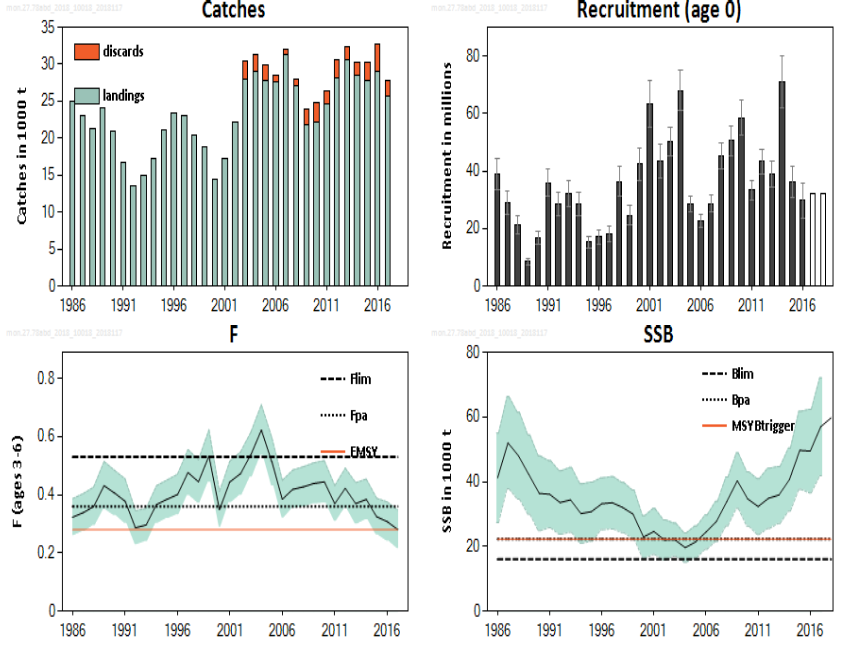 Catches
35
30
25
20
15
10
5
0
Catches in 1000 t
discards
landings
1986 1991 1996 2001 2006 2011 2016
Recruitment (age 0)
80
60
40
20
0
Recruitment in millions
1986 1991 1996 2001 2006 2011 2016
F
0.8
0.6
0.4
0.2
0
F (ages 3-6)
Flim
Fpa
FMSY
1986 1991 1996 2001 2006 2011 2016
SSB
80
60
40
20
0
SSB in 1000 t
Blim
Bpa
MSY Btrigger
1986 1991 1996 2001 2006 2011 2016